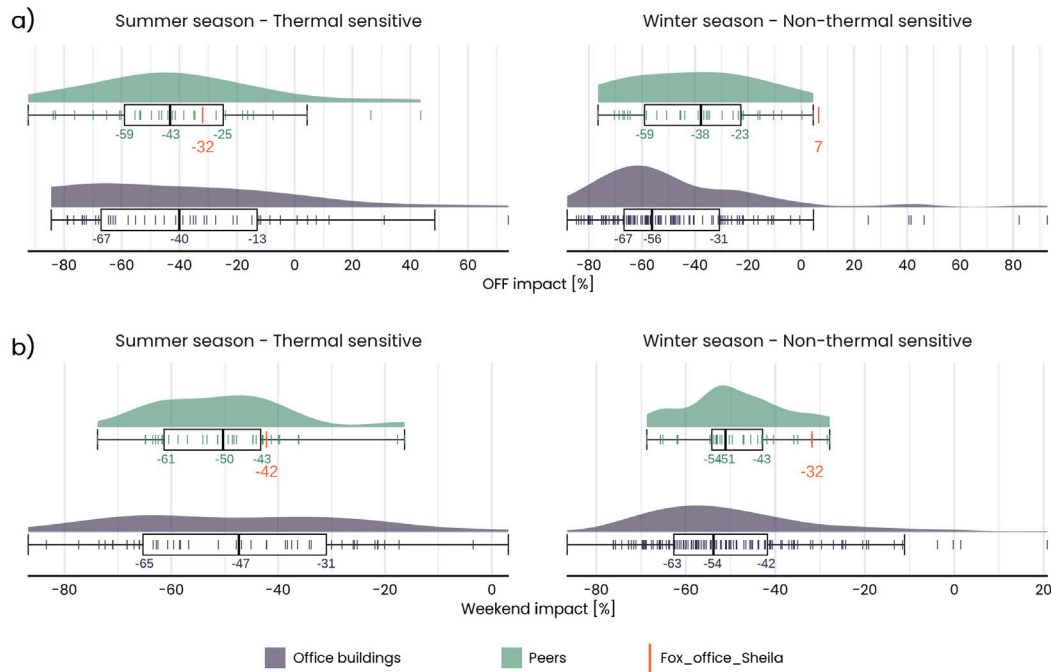 a)
Summer season - Thermal sensitive
Winter season - Non-thermal sensitive
-59 -43 -25
-32
-59 -38 -23
7
-67 -40 -13
-67 -56 -31
-80 -60 -40 -20 0 20 40 60
-80 -60 -40 -20 0 20 40 60 80
OFF impact [%]
b)
Summer season - Thermal sensitive
Winter season - Non-thermal sensitive
-61 -50 -43
-42
-54 -51 -43
-32
-65 -47 -31
-63 -54 -42
-80 -60 -40 -20 0
-80 -60 -40 -20 0 20
Weekend impact [%]
Office buildings Peers Fox_office_Sheila